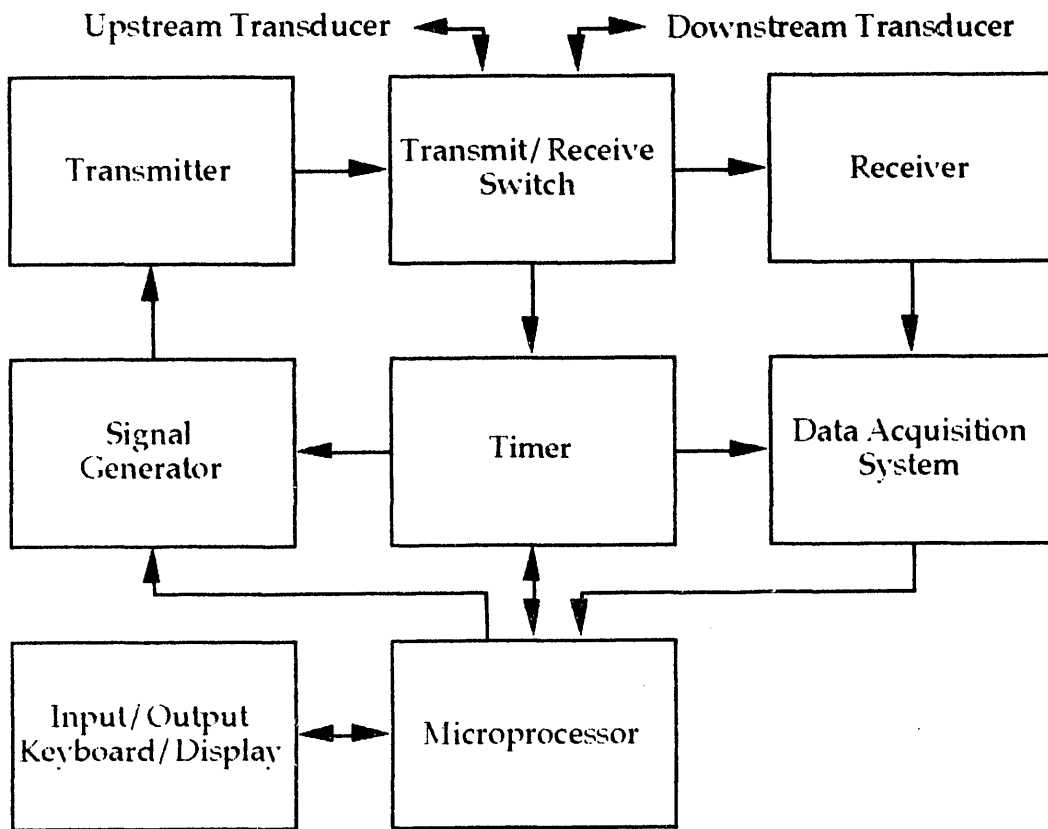 Upstream Transducer
Downstream Transducer
Transmitter
Transmit/Receive
Switch
Receiver
Signal
Generator
Timer
Data Acquisition
System
Input/Output
Keyboard/Display
Microprocessor